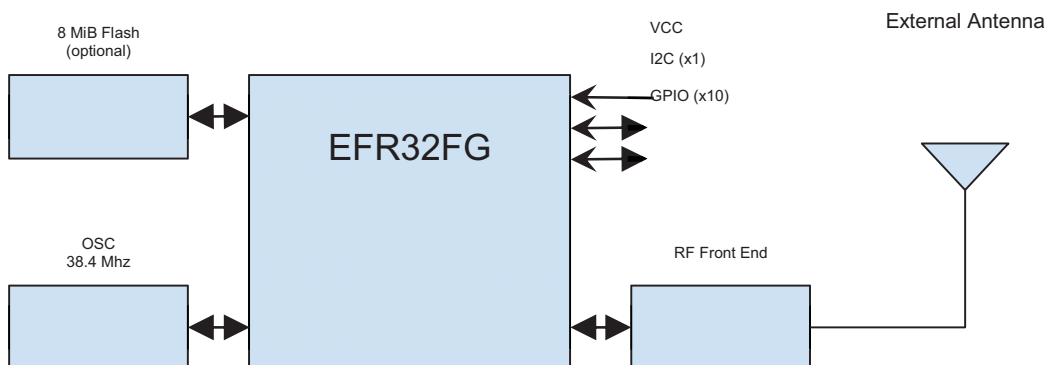 8 MiB Flash
(optional)
VCC
I2C (x1)
GPIO (x10)
External Antenna
EFR32FG
OSC
38.4 Mhz
RF Front End